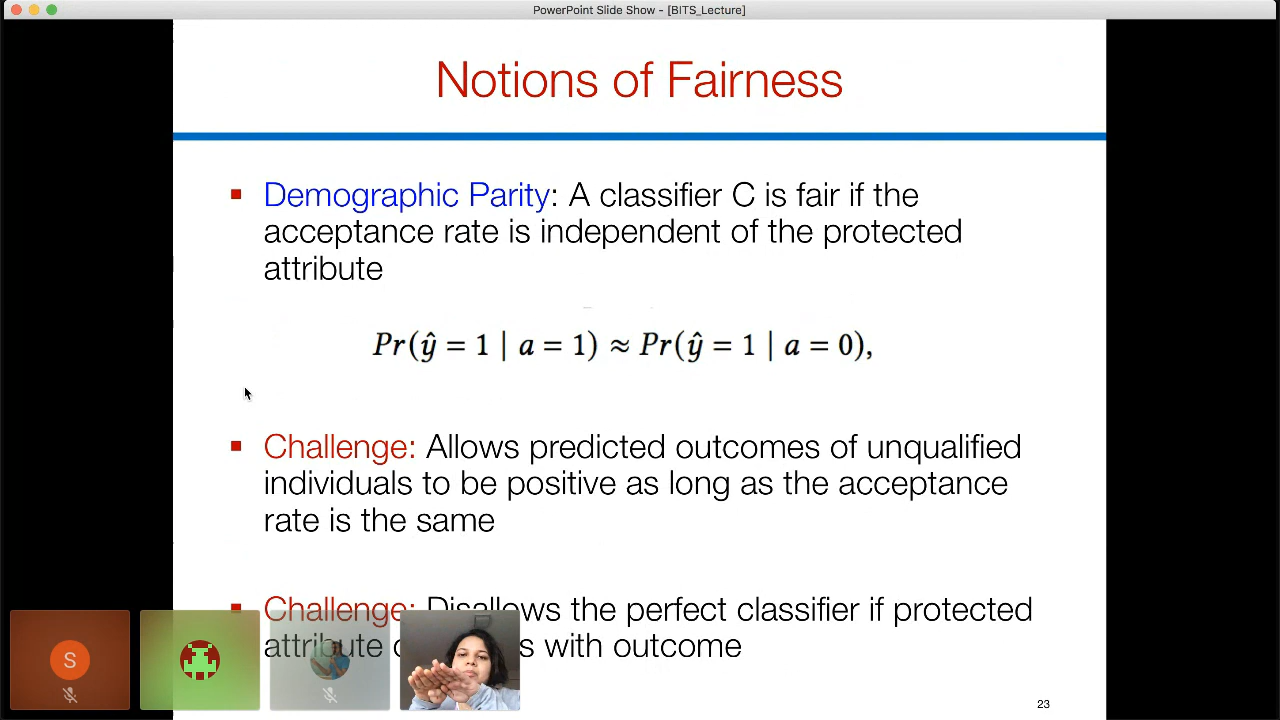 PowerPoint Slide Show - [BITS_Lecture]
Notions of Fairness
Demographic Parity: A classifier C is fair if the
acceptance rate is independent of the protected
attribute
Pr(ŷ = 1 | a = 1) ≈ Pr(ŷ = 1 | a = 0),
Challenge: Allows predicted outcomes of unqualified
individuals to be positive as long as the acceptance
rate is the same
Challenge: Disallows the perfect classifier if protected
attribute with outcome
S
23